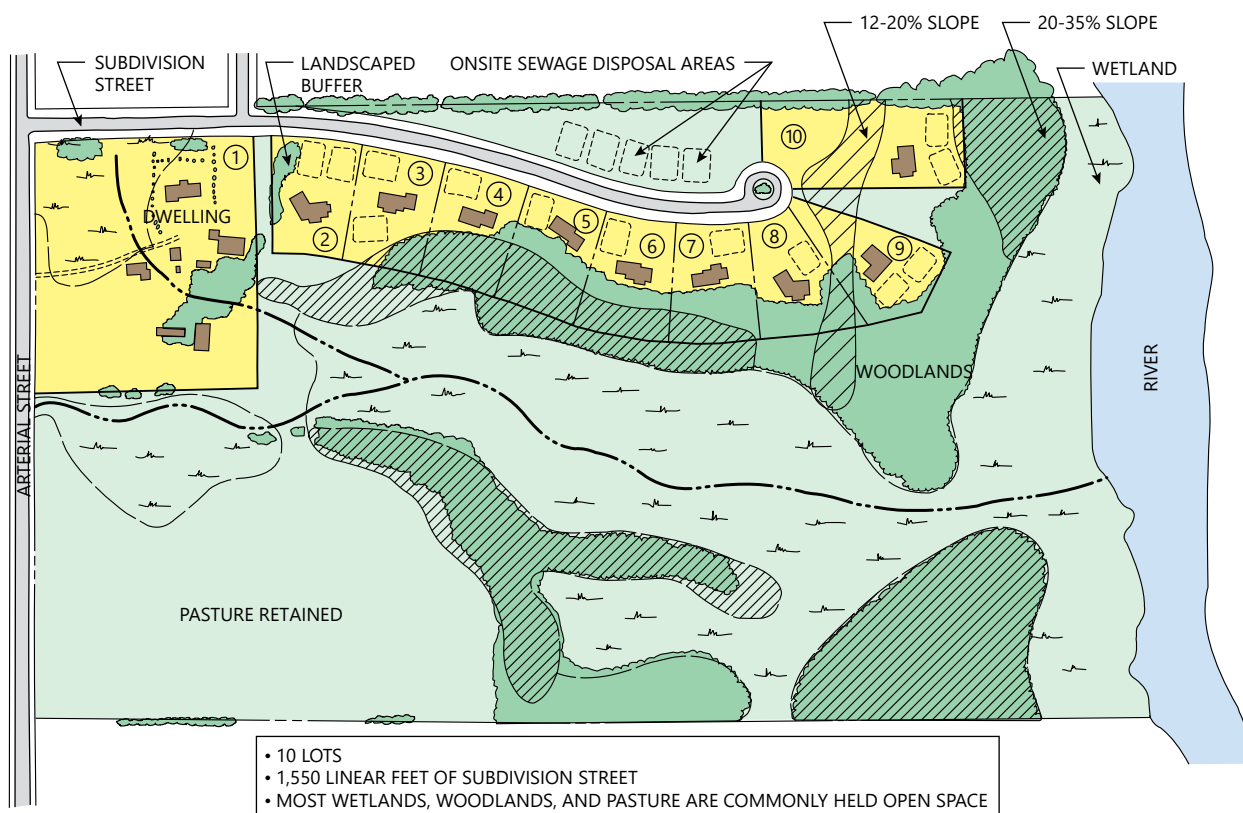 12-20% SLOPE
20-35% SLOPE
SUBDIVISION
STREET
LANDSCAPED
BUFFER
ONSITE SEWAGE DISPOSAL AREAS
WETLAND
1
2
3
4
5
6
7
8
9
10
DWELLING
ARTERIAL STREET
WOODLANDS
RIVER
PASTURE RETAINED
• 10 LOTS
• 1,550 LINEAR FEET OF SUBDIVISION STREET
• MOST WETLANDS, WOODLANDS, AND PASTURE ARE COMMONLY HELD OPEN SPACE